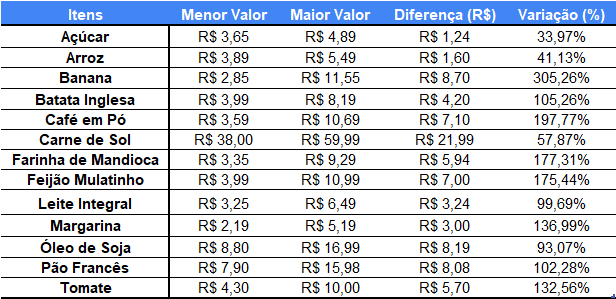 Itens Menor Valor Maior Valor Diferença (R$) Variação (%)
Açúcar R$ 3,65 R$ 4,89 R$ 1,24 33,97%
Arroz R$ 3,89 R$ 5,49 R$ 1,60 41,13%
Banana R$ 2,85 R$ 11,55 R$ 8,70 305,26%
Batata Inglesa R$ 3,99 R$ 8,19 R$ 4,20 105,26%
Café em Pó R$ 3,59 R$ 10,69 R$ 7,10 197,77%
Carne de Sol R$ 38,00 R$ 59,99 R$ 21,99 57,87%
Farinha de Mandioca R$ 3,35 R$ 9,29 R$ 5,94 177,31%
Feijão Mulatinho R$ 3,99 R$ 10,99 R$ 7,00 175,44%
Leite Integral R$ 3,25 R$ 6,49 R$ 3,24 99,69%
Margarina R$ 2,19 R$ 5,19 R$ 3,00 136,99%
Óleo de Soja R$ 8,80 R$ 16,99 R$ 8,19 93,07%
Pão Francês R$ 7,90 R$ 15,98 R$ 8,08 102,28%
Tomate R$ 4,30 R$ 10,00 R$ 5,70 132,56%